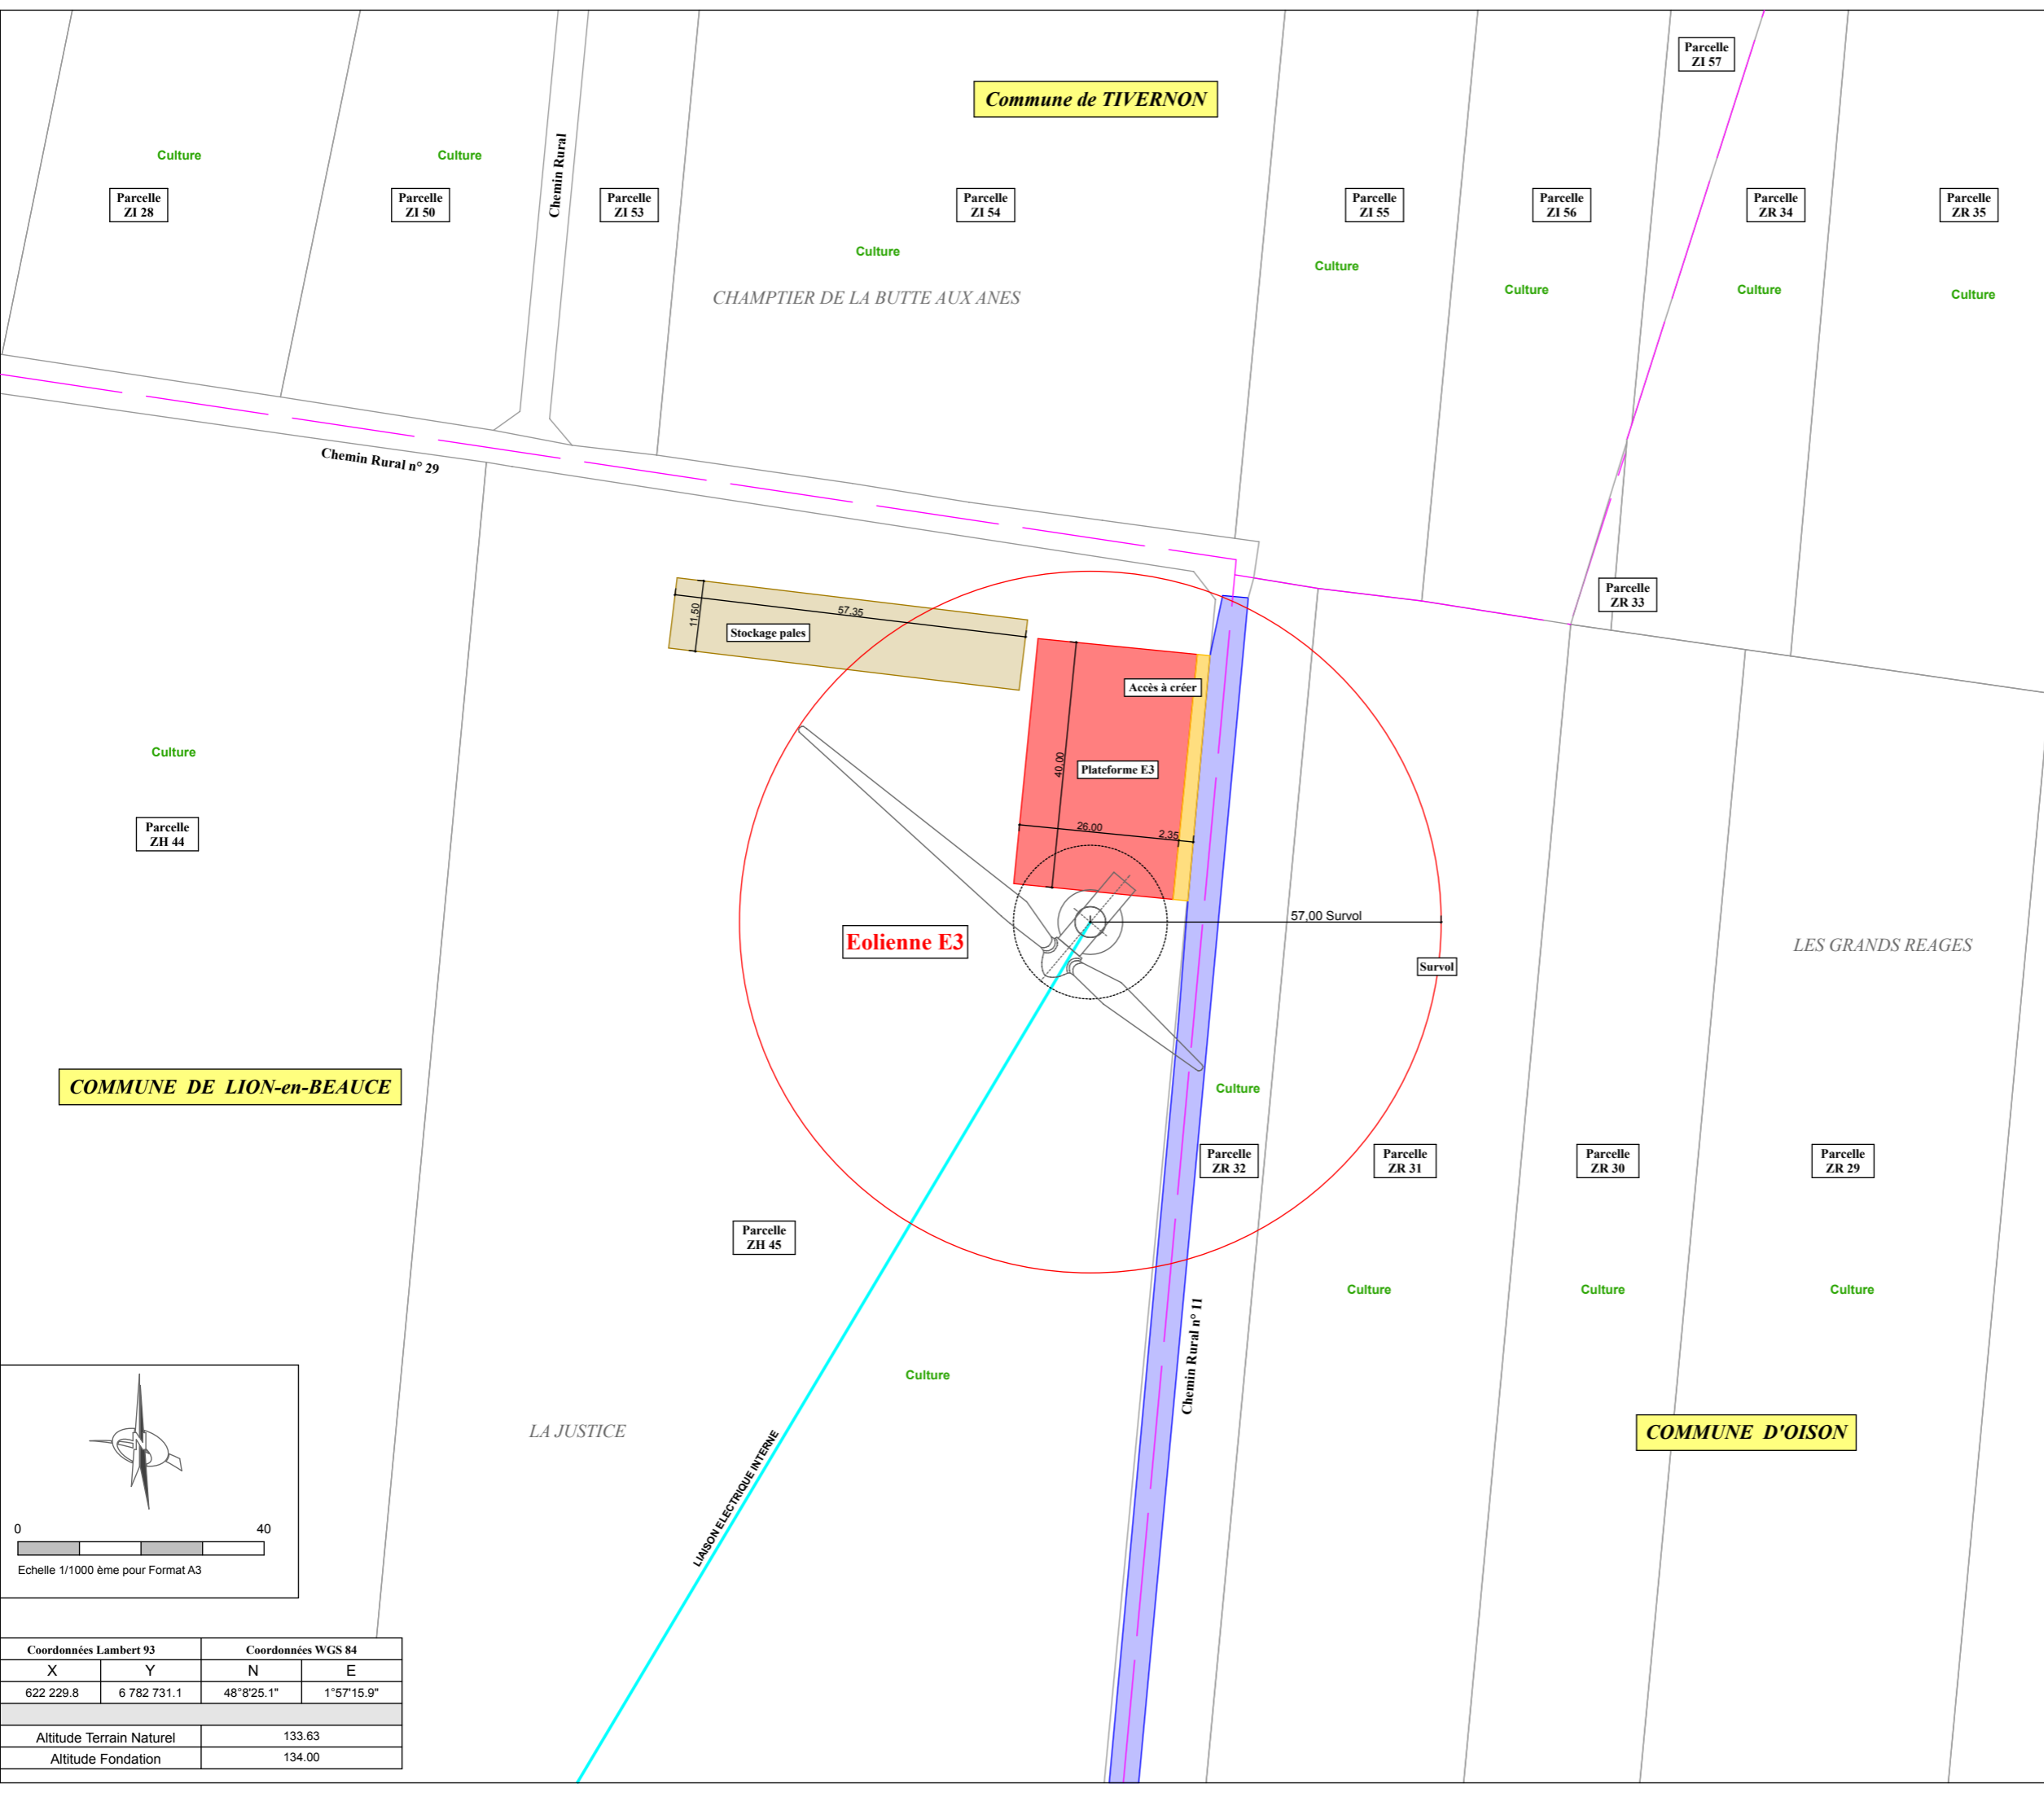 Parcelle
ZI 57
Commune de TIVERNON
Chemin Rural
Culture
Culture
Parcelle
ZI 28
Parcelle
ZI 50
Parcelle
ZI 53
Parcelle
ZI 54
Parcelle
ZI 55
Parcelle
ZI 56
Parcelle
ZR 34
Parcelle
ZR 35
Culture
Culture
Culture
Culture
Culture
CHAMPTIER DE LA BUTTE AUX ANES
Chemin Rural n° 29
Parcelle
ZR 33
11,50
57,35
Stockage pales
Accès à créer
40,00
Plateforme E3
26,00
2,35
Culture
Parcelle
ZH 44
57,00 Survol
Eolienne E3
Survol
LES GRANDS REAGES
COMMUNE DE LION-en-BEAUCE
Culture
Parcelle
ZR 32
Parcelle
ZR 31
Parcelle
ZR 30
Parcelle
ZR 29
Parcelle
ZH 45
Culture
Culture
Culture
Chemin Rural n° 11
Culture
LA JUSTICE
COMMUNE D'OISON
LIAISON ELECTRIQUE INTERNE
N
0 40
Echelle 1/1000 ème pour Format A3
Coordonnées Lambert 93 Coordonnées WGS 84
X Y N E
622 229.8 6 782 731.1 48°8'25.1" 1°57'15.9"
Altitude Terrain Naturel 133.63
Altitude Fondation 134.00